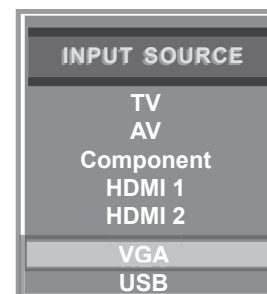 INPUT SOURCE
TV
AV
Component
HDMI 1
HDMI 2
VGA
USB